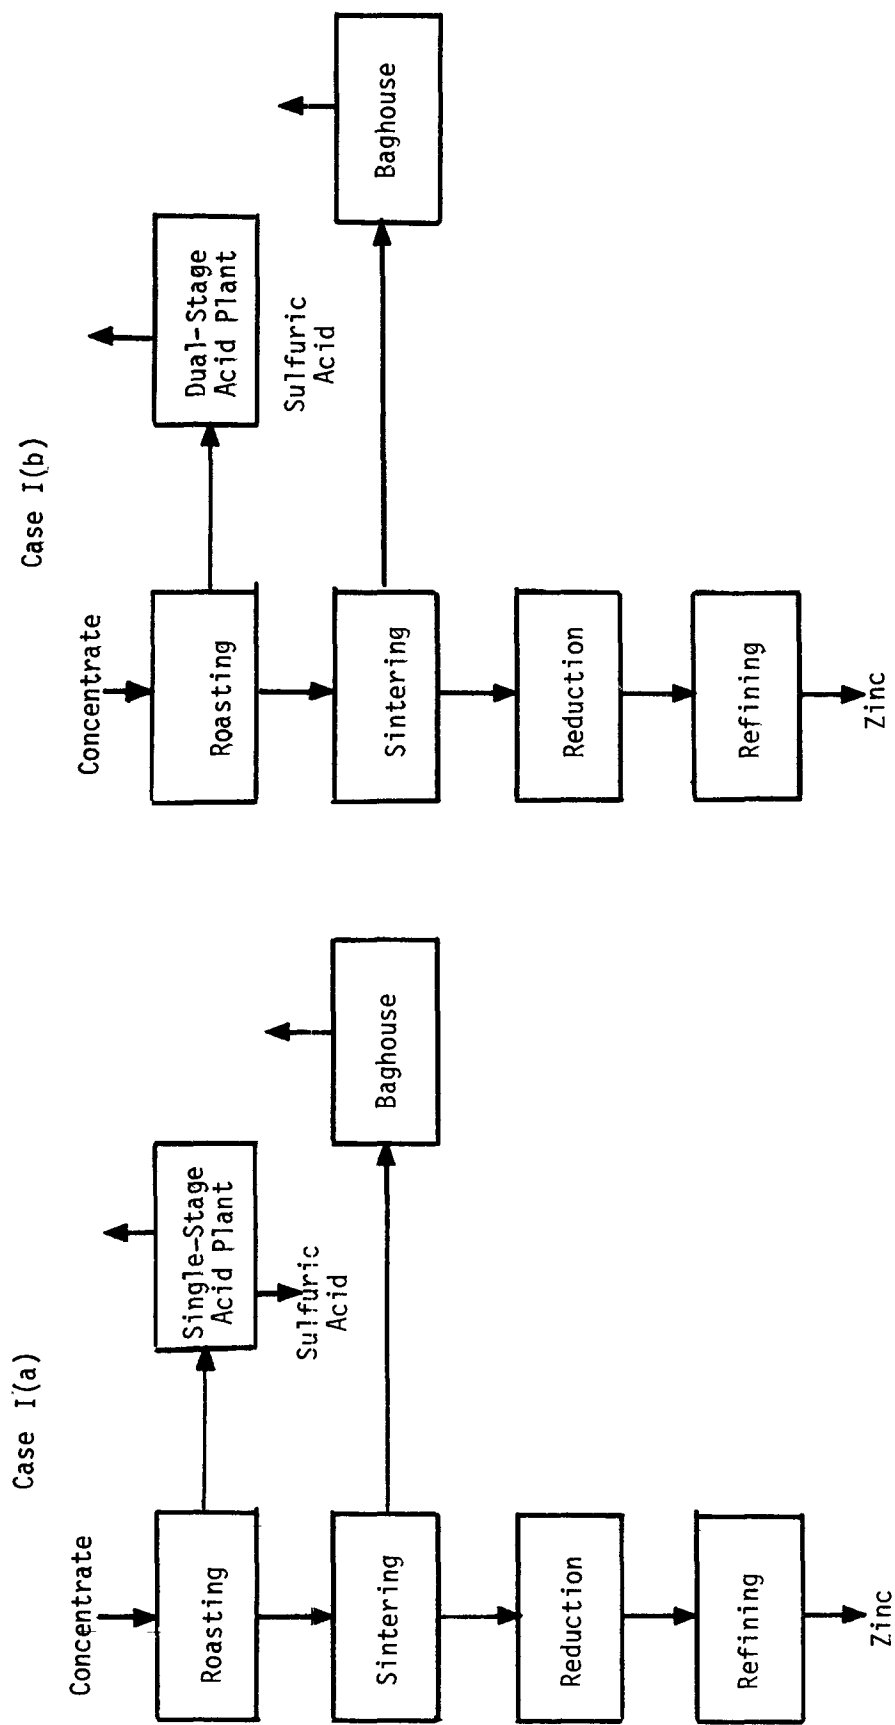 Case I(a)
Concentrate
Roasting
Single-Stage
Acid Plant
Sulfuric
Acid
Sintering
Baghouse
Reduction
Refining
Zinc
Case I(b)
Concentrate
Roasting
Dual-Stage
Acid Plant
Sulfuric
Acid
Sintering
Baghouse
Reduction
Refining
Zinc